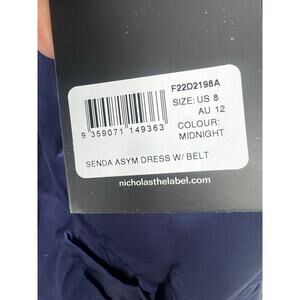 F22D2198A
SIZE: US 8
AU 12
COLOUR:
MIDNIGHT
9 359071 149363
SENDA ASYM DRESS W/ BELT
nicholasthelabel.com